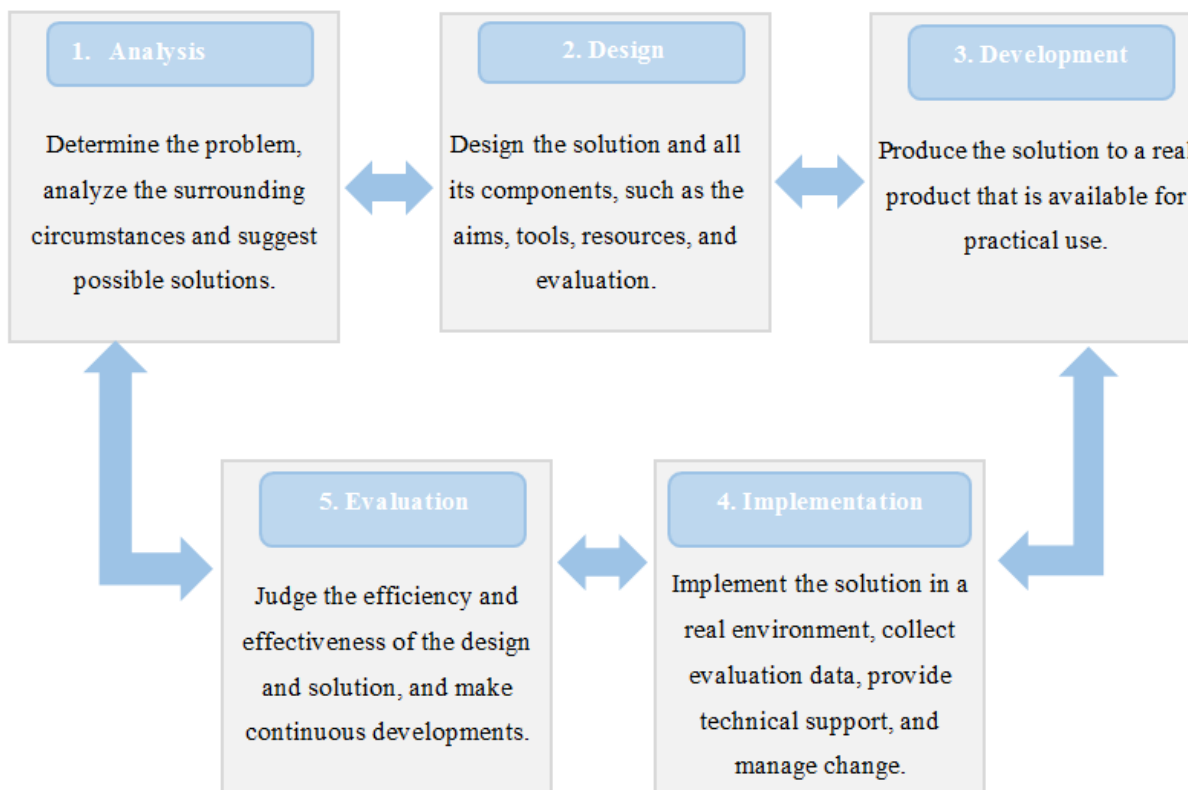 1. Analysis
Determine the problem,
analyze the surrounding
circumstances and suggest
possible solutions.
2. Design
Design the solution and all
its components, such as the
aims, tools, resources, and
evaluation.
3. Development
Produce the solution to a real
product that is available for
practical use.
4. Implementation
Implement the solution in a
real environment, collect
evaluation data, provide
technical support, and
manage change.
5. Evaluation
Judge the efficiency and
effectiveness of the design
and solution, and make
continuous developments.